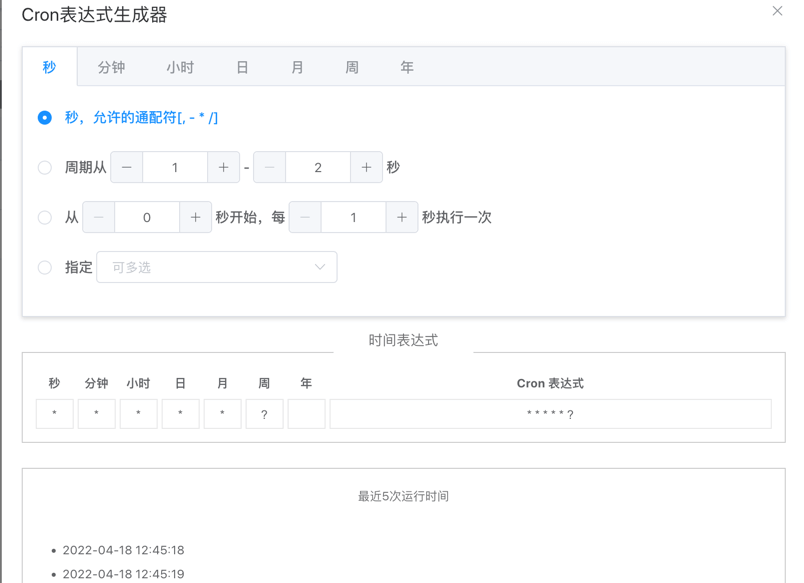 Cron表达式生成器
秒 分钟 小时 日 月 周 年
秒，允许的通配符[, - * /]
周期从 1 - 2 秒
从 0 秒开始，每 1 秒执行一次
指定 可多选
时间表达式
秒 分钟 小时 日 月 周 年 Cron 表达式
* * * * * ? * * * * * ?
最近5次运行时间
2022-04-18 12:45:18
2022-04-18 12:45:19